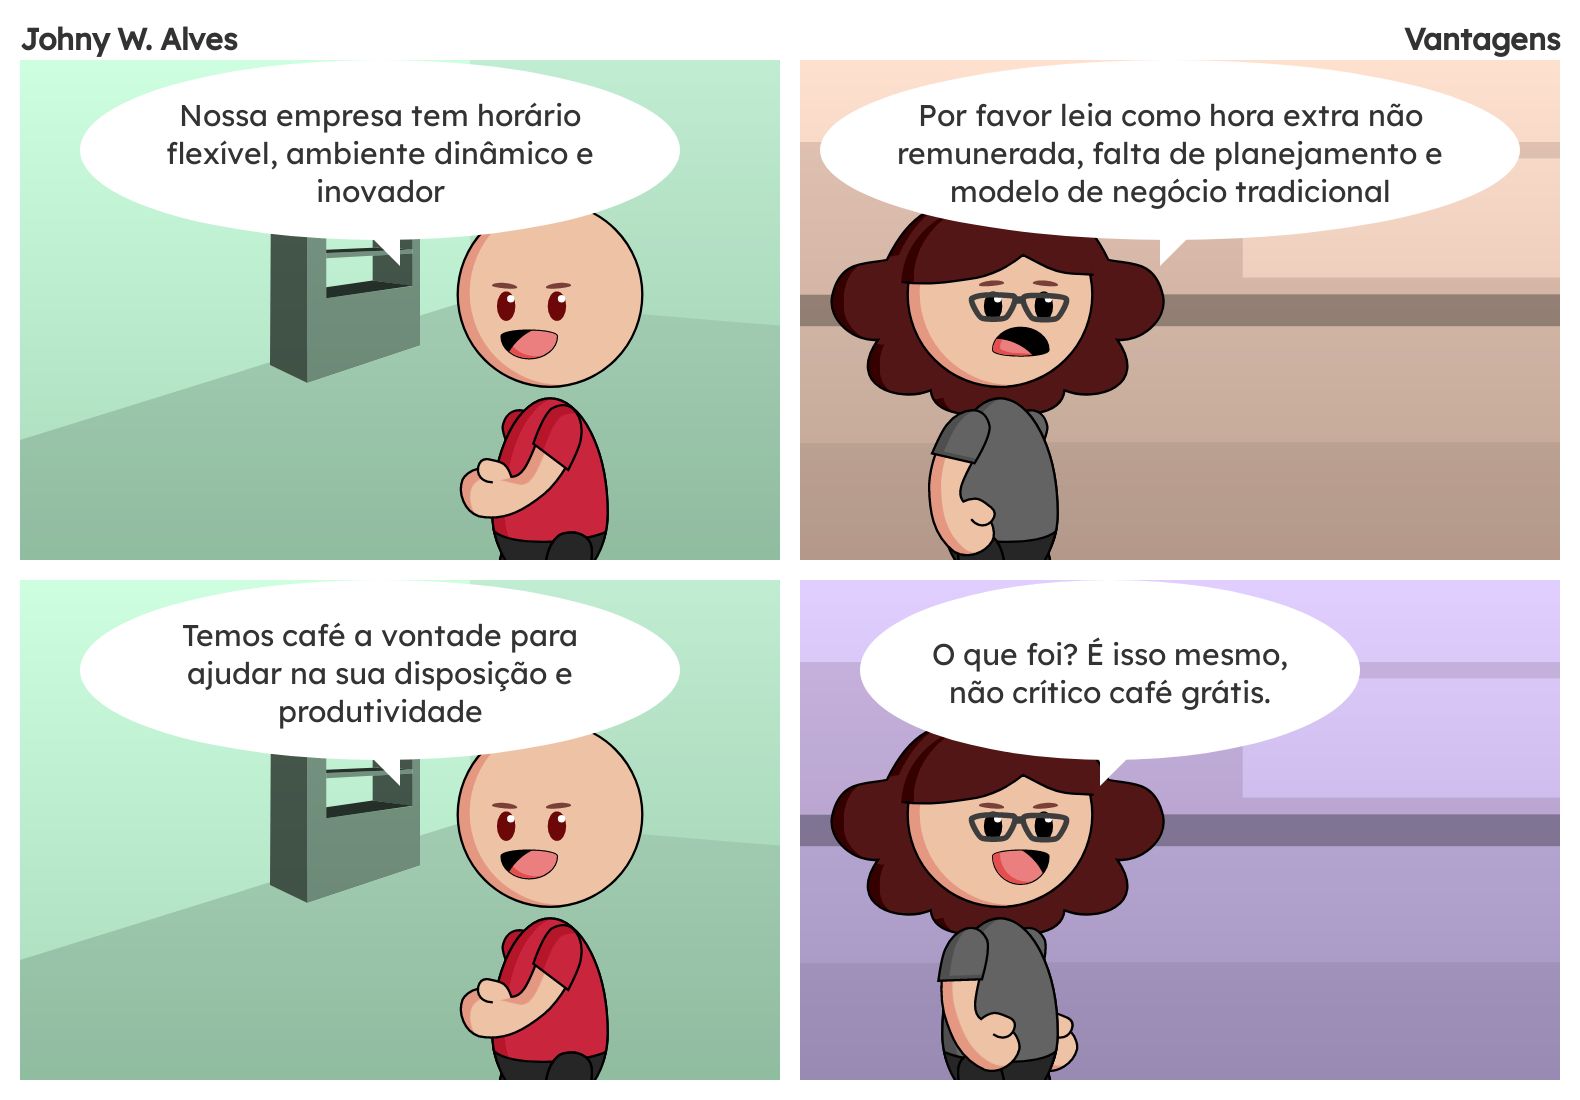 Johny W. Alves
Vantagens
Nossa empresa tem horário
flexível, ambiente dinâmico e
inovador
Por favor leia como hora extra não
remunerada, falta de planejamento e
modelo de negócio tradicional
Temos café a vontade para
ajudar na sua disposição e
produtividade
O que foi? É isso mesmo,
não crítico café grátis.